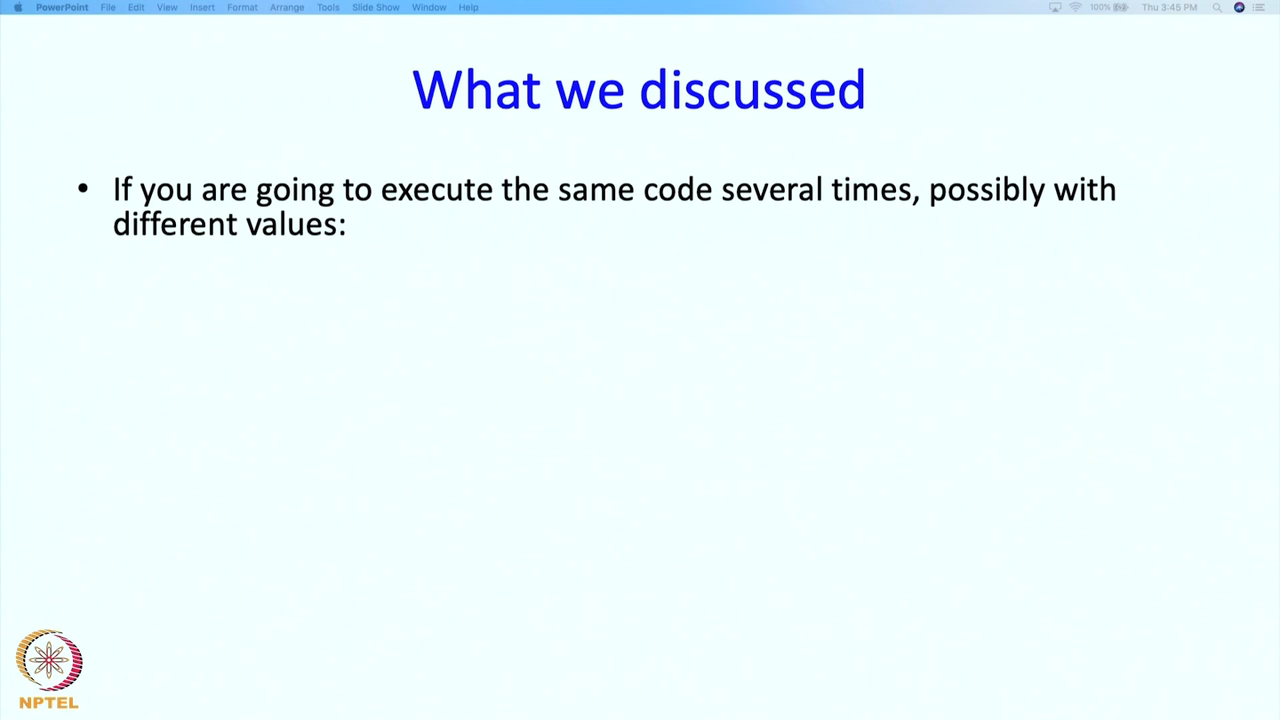 PowerPoint File Edit View Insert Format Arrange Tools Slide Show Window Help 100% Thu 3:45 PM
What we discussed
• If you are going to execute the same code several times, possibly with
different values:
NPTEL